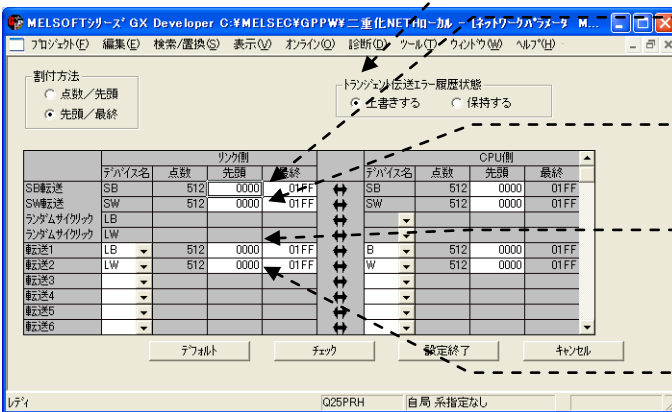 MELSOFTシリーズ GX Developer C:¥MELSEC¥GPPW¥二重化NETﾛｰｶﾙ - [ネットワークパラメータ M...
プロジェクト(F) 編集(E) 検索/置換(S) 表示(V) オンライン(O) 診断(D) ツール(T) ウィンドウ(W) ヘルプ(H)
割付方法
点数/先頭
先頭/最終
トランジェント伝送エラー履歴状態
上書きする 保持する
リンク側 CPU側
デバイス名 点数 先頭 最終 デバイス名 点数 先頭 最終
SB転送 SB 512 0000 01FF SB 512 0000 01FF
SW転送 SW 512 0000 01FF SW 512 0000 01FF
ランダムサイクリック LB
ランダムサイクリック LW
転送1 LB 512 0000 01FF B 512 0000 01FF
転送2 LW 512 0000 01FF W 512 0000 01FF
転送3
転送4
転送5
転送6
デフォルト チェック 設定終了 キャンセル
レディ Q25PRH 自局 系指定なし